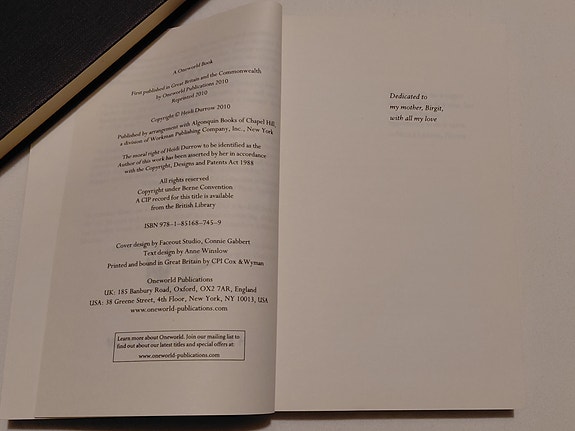 A Oneworld Book
First published in Great Britain and the Commonwealth
by Oneworld Publications 2010
Reprinted 2010
Copyright © Heidi Durrow 2010
Published by arrangement with Algonquin Books of Chapel Hill,
a division of Workman Publishing Company, Inc., New York
The moral right of Heidi Durrow to be identified as the
Author of this work has been asserted by her in accordance
with the Copyright, Designs and Patents Act 1988
All rights reserved
Copyright under Berne Convention
A CIP record for this title is available
from the British Library
ISBN 978–1–85168–745–9
Cover design by Faceout Studio, Connie Gabbert
Text design by Anne Winslow
Printed and bound in Great Britain by CPI Cox & Wyman
Oneworld Publications
UK: 185 Banbury Road, Oxford, OX2 7AR, England
USA: 38 Greene Street, 4th Floor, New York, NY 10013, USA
www.oneworld-publications.com
Learn more about Oneworld. Join our mailing list to
find out about our latest titles and special offers at:
www.oneworld-publications.com
Dedicated to
my mother, Birgit,
with all my love